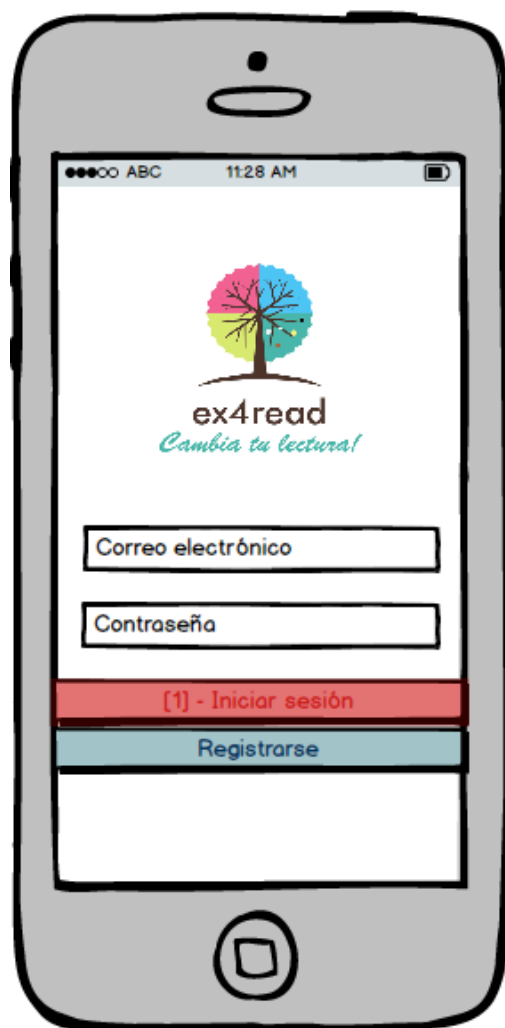 ABC 11:28 AM
ex4read
Cambia tu lectura!
Correo electrónico
Contraseña
[1] - Iniciar sesión
Registrarse